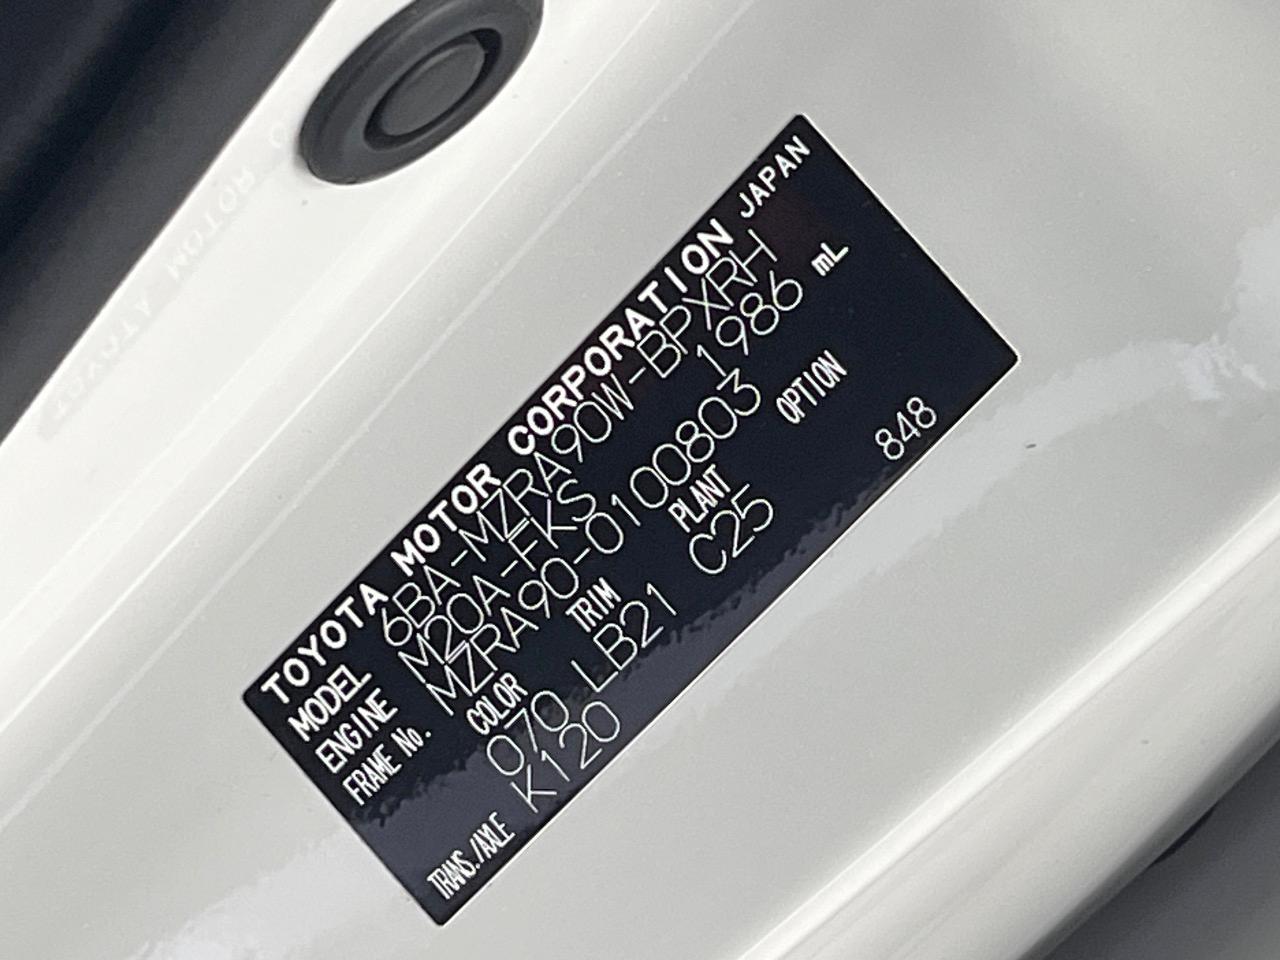 TOYOTA MOTOR CORPORATION JAPAN
MODEL 6BA-MZRA90W-BPXRH
ENGINE M20A-FKS 1986 mL
FRAME No. MZRA90-0100803
COLOR TRIM PLANT OPTION
070 LB21 C25 848
TRANS./AXLE K120